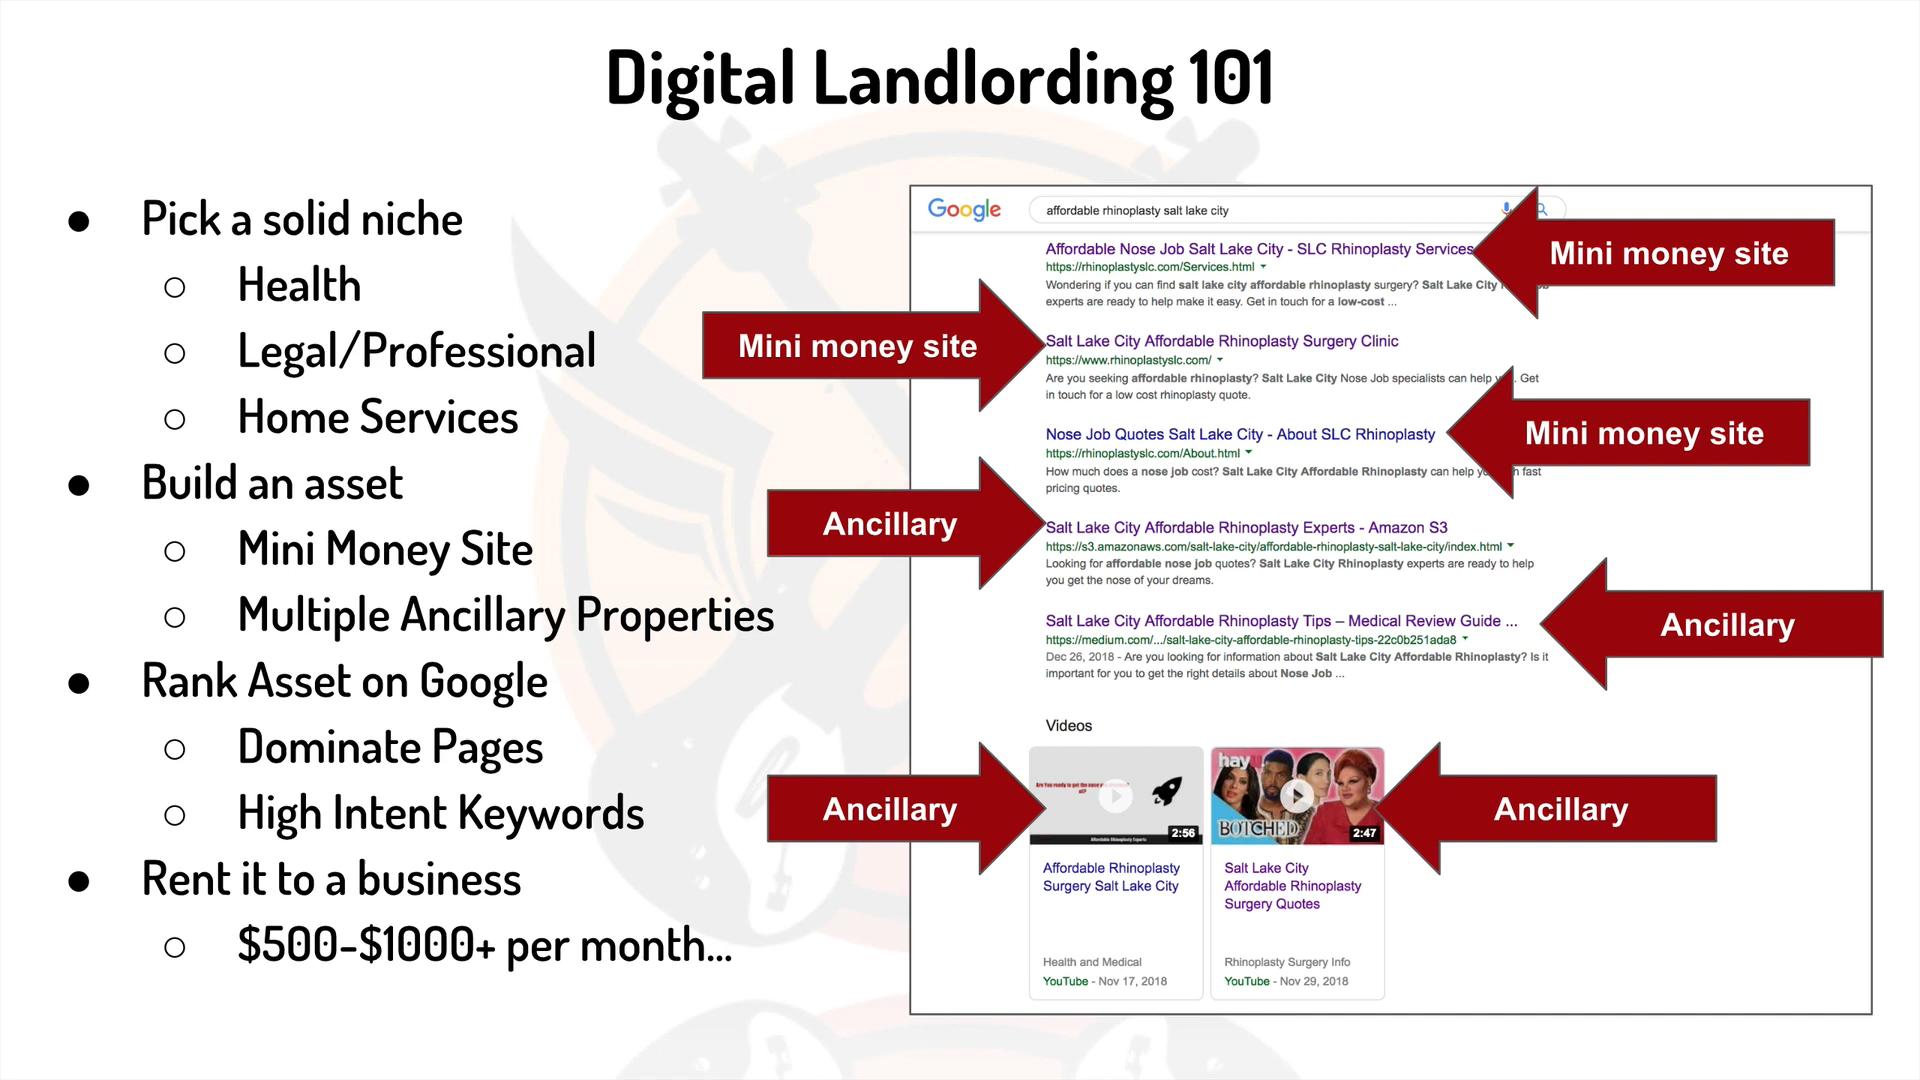 Digital Landlording 101
● Pick a solid niche
○ Health
○ Legal/Professional
○ Home Services
● Build an asset
○ Mini Money Site
○ Multiple Ancillary Properties
● Rank Asset on Google
○ Dominate Pages
○ High Intent Keywords
● Rent it to a business
○ $500-$1000+ per month...
Google
affordable rhinoplasty salt lake city
Affordable Nose Job Salt Lake City - SLC Rhinoplasty Services
https://rhinoplastyslc.com/Services.html
Wondering if you can find salt lake city affordable rhinoplasty surgery? Salt Lake City
experts are ready to help make it easy. Get in touch for a low-cost ...
Mini money site
Mini money site
Salt Lake City Affordable Rhinoplasty Surgery Clinic
https://www.rhinoplastyslc.com/
Are you seeking affordable rhinoplasty? Salt Lake City Nose Job specialists can help . Get
in touch for a low cost rhinoplasty quote.
Nose Job Quotes Salt Lake City - About SLC Rhinoplasty
https://rhinoplastyslc.com/About.html
How much does a nose job cost? Salt Lake City Affordable Rhinoplasty can help fast
pricing quotes.
Mini money site
Ancillary
Salt Lake City Affordable Rhinoplasty Experts - Amazon S3
https://s3.amazonaws.com/salt-lake-city/affordable-rhinoplasty-salt-lake-city/index.html
Looking for affordable nose job quotes? Salt Lake City Rhinoplasty experts are ready to help
you get the nose of your dreams.
Salt Lake City Affordable Rhinoplasty Tips – Medical Review Guide ...
https://medium.com/.../salt-lake-city-affordable-rhinoplasty-tips-22c0b251ada8
Dec 26, 2018 - Are you looking for information about Salt Lake City Affordable Rhinoplasty? Is it
important for you to get the right details about Nose Job ...
Ancillary
Videos
Ancillary
Are You ready to get the nose
Affordable Rhinoplasty Experts
2:56
Affordable Rhinoplasty
Surgery Salt Lake City
Health and Medical
YouTube - Nov 17, 2018
hay
BOTCHED
2:47
Salt Lake City
Affordable Rhinoplasty
Surgery Quotes
Rhinoplasty Surgery Info
YouTube - Nov 29, 2018
Ancillary